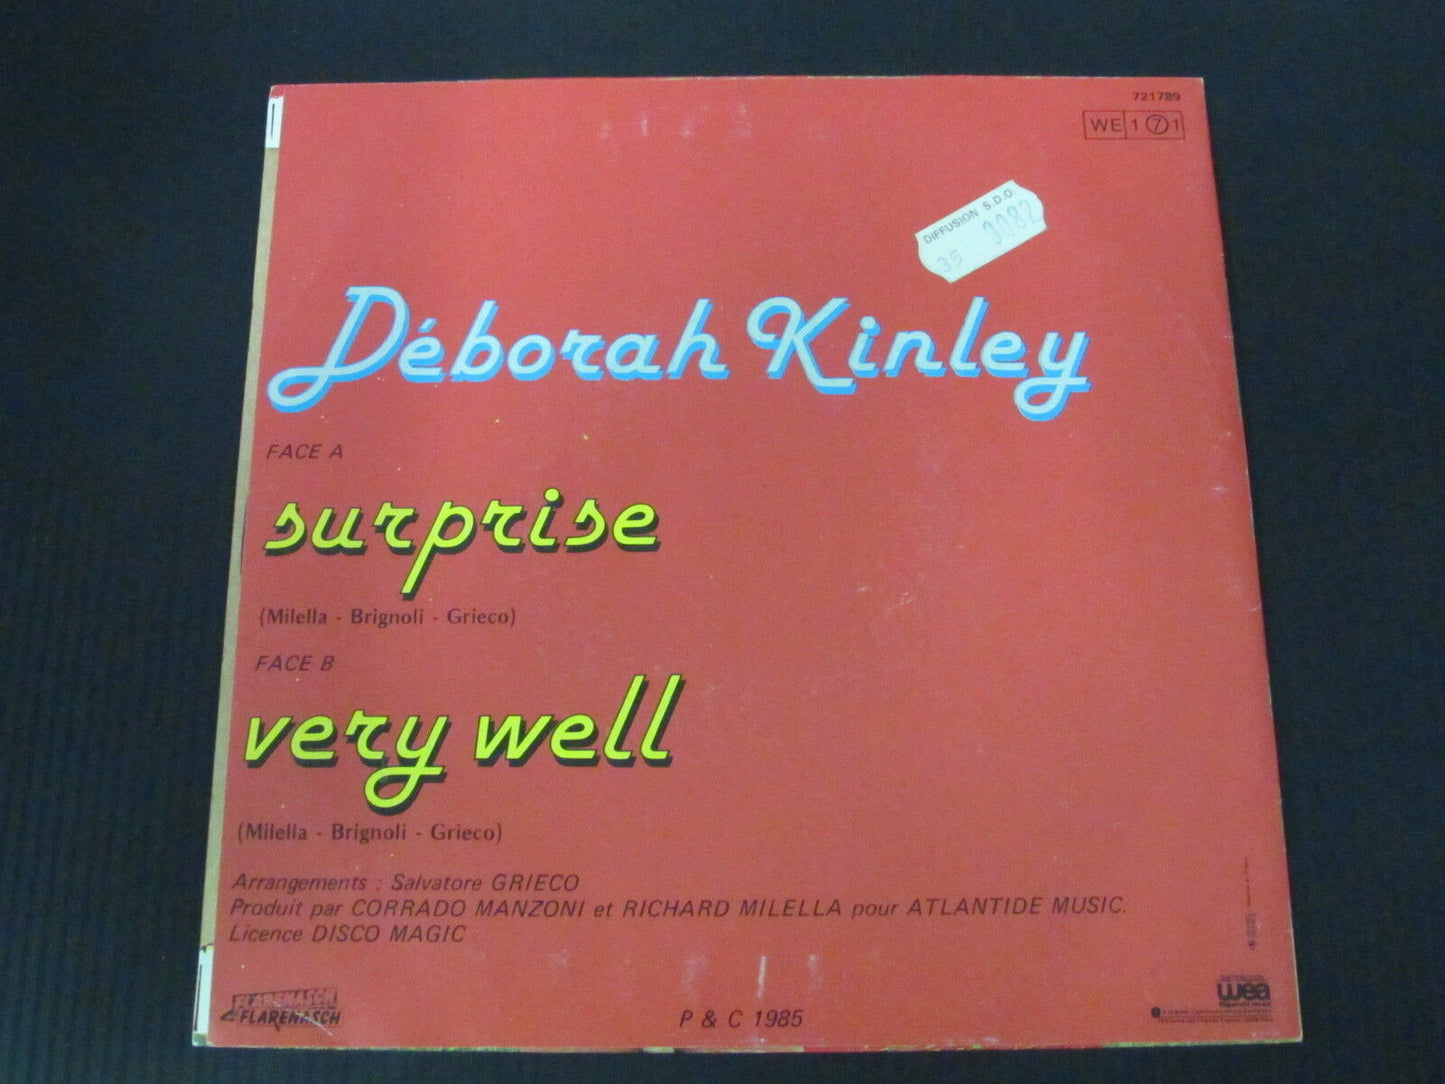 721789
WE 1 7 1
DIFFUSION S.D.O.
35 0082
Déborah Kinley
FACE A
surprise
(Milella - Brignoli - Grieco)
FACE B
very well
(Milella - Brignoli - Grieco)
Arrangements : Salvatore GRIECO
Produit par CORRADO MANZONI et RICHARD MILELLA pour ATLANTIDE MUSIC.
Licence DISCO MAGIC
FLARENASCH
FLARENASCH
P & C 1985
wea